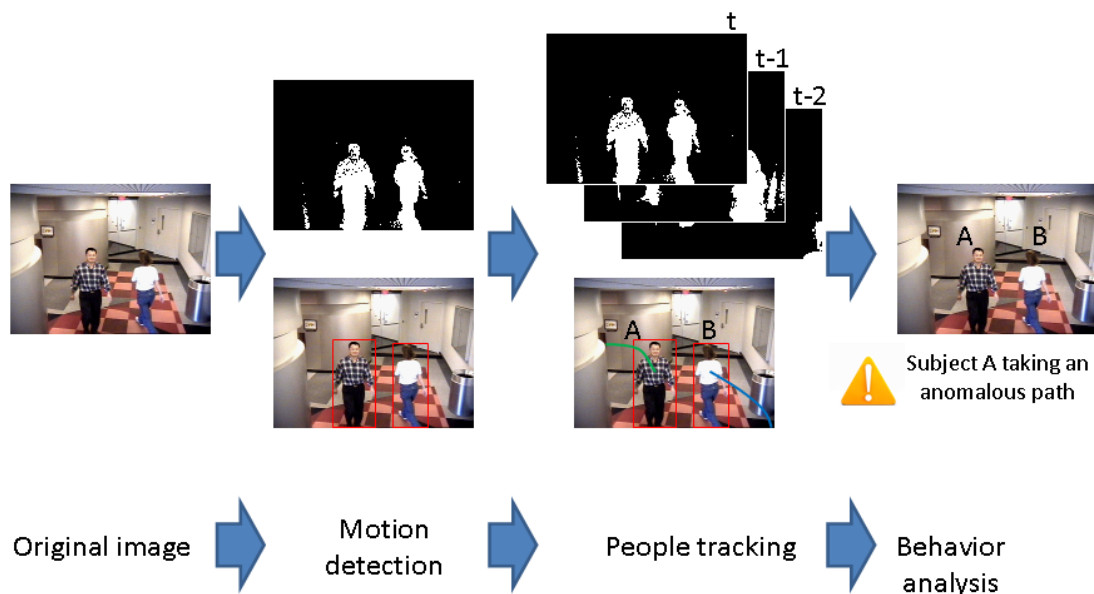 t
t-1
t-2
A
B
A
B
Subject A taking an
anomalous path
Original image
Motion
detection
People tracking
Behavior
analysis